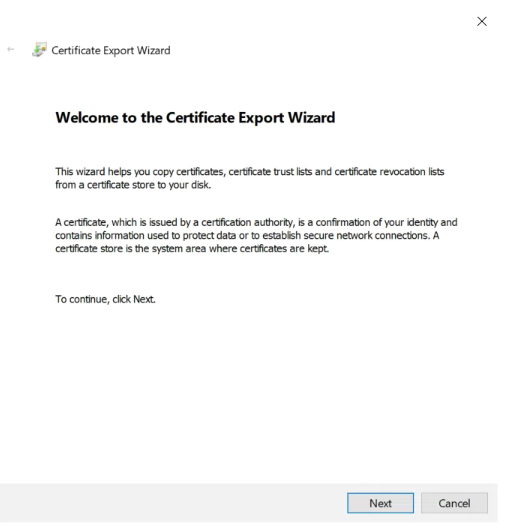 Certificate Export Wizard
Welcome to the Certificate Export Wizard
This wizard helps you copy certificates, certificate trust lists and certificate revocation lists
from a certificate store to your disk.
A certificate, which is issued by a certification authority, is a confirmation of your identity and
contains information used to protect data or to establish secure network connections. A
certificate store is the system area where certificates are kept.
To continue, click Next.
Next
Cancel